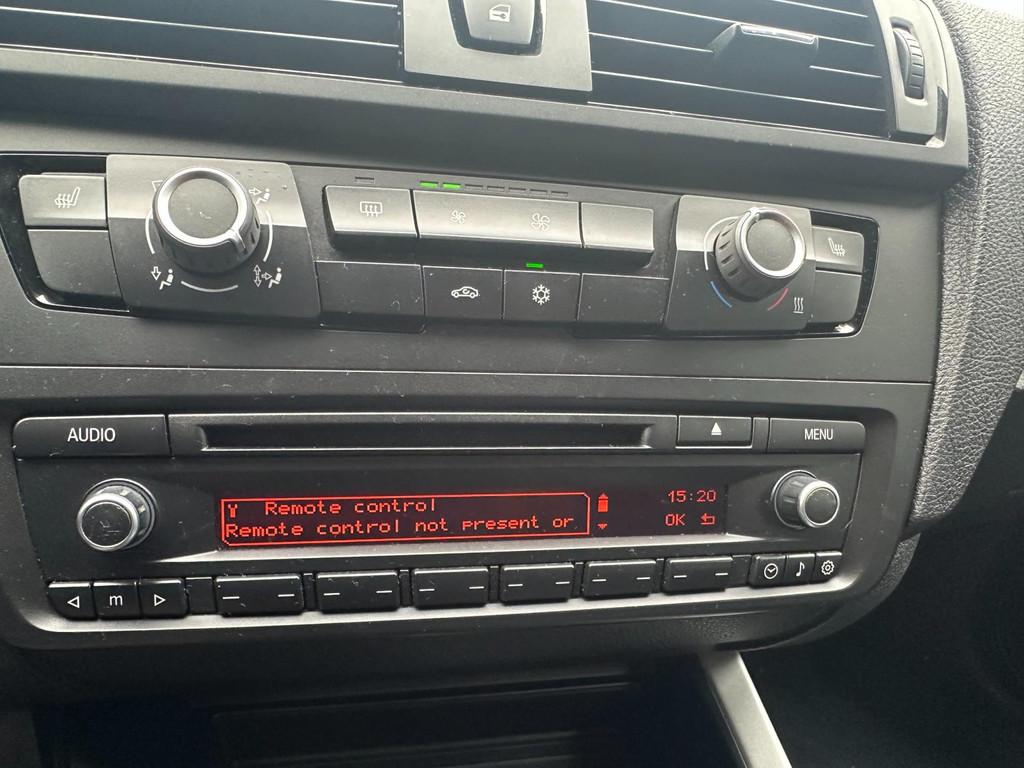 AUDIO
MENU
Remote control
Remote control not present or
15:20
OK
m